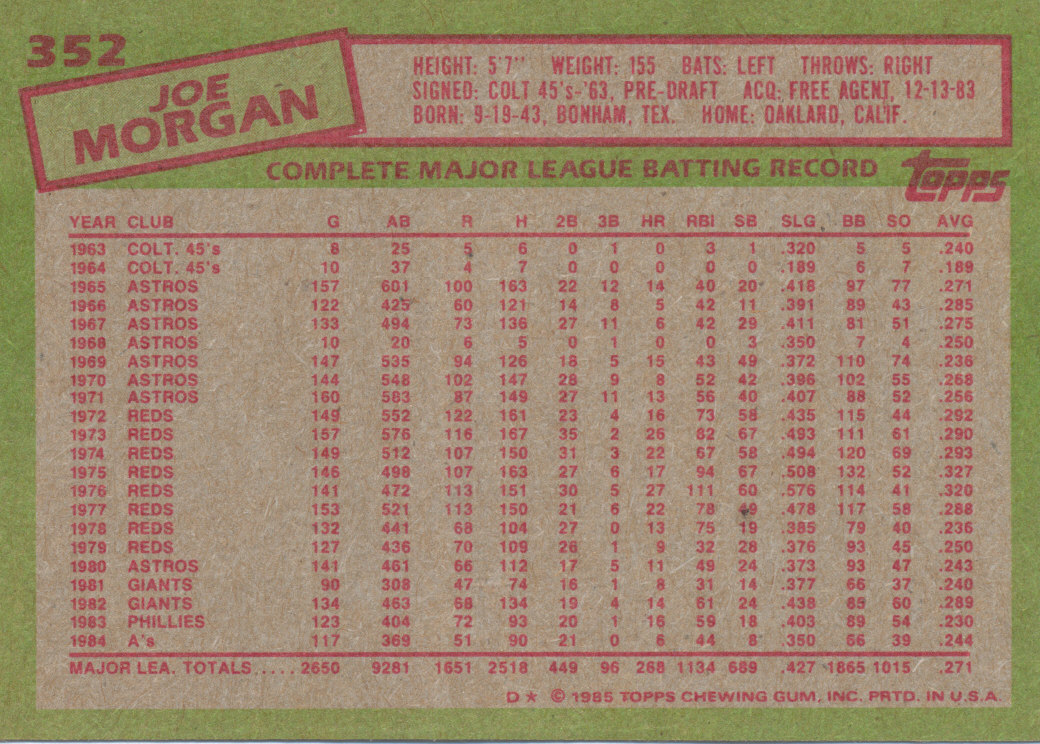 352
JOE
MORGAN
HEIGHT: 5'7" WEIGHT: 155 BATS: LEFT THROWS: RIGHT
SIGNED: COLT 45's-'63, PRE-DRAFT ACQ: FREE AGENT, 12-13-83
BORN: 9-19-43, BONHAM, TEX. HOME: OAKLAND, CALIF.
COMPLETE MAJOR LEAGUE BATTING RECORD
topps
YEAR CLUB G AB R H 2B 3B HR RBI SB SLG BB SO AVG
1963 COLT. 45's 8 25 5 6 0 1 0 3 1 .320 5 5 .240
1964 COLT. 45's 10 37 4 7 0 0 0 0 0 .189 6 7 .189
1965 ASTROS 157 601 100 163 22 12 14 40 20 .418 97 77 .271
1966 ASTROS 122 425 60 121 14 8 5 42 11 .391 89 43 .285
1967 ASTROS 133 494 73 136 27 11 6 42 29 .411 81 51 .275
1968 ASTROS 10 20 6 5 0 1 0 0 3 .350 7 4 .250
1969 ASTROS 147 535 94 126 18 5 15 43 49 .372 110 74 .236
1970 ASTROS 144 548 102 147 28 9 8 52 42 .396 102 55 .268
1971 ASTROS 160 583 87 149 27 11 13 56 40 .407 88 52 .256
1972 REDS 149 552 122 161 23 4 16 73 58 .435 115 44 .292
1973 REDS 157 576 116 167 35 2 26 82 67 .493 111 61 .290
1974 REDS 149 512 107 150 31 3 22 67 58 .494 120 69 .293
1975 REDS 146 498 107 163 27 6 17 94 67 .508 132 52 .327
1976 REDS 141 472 113 151 30 5 27 111 60 .576 114 41 .320
1977 REDS 153 521 113 150 21 6 22 78 49 .478 117 58 .288
1978 REDS 132 441 68 104 27 0 13 75 19 .385 79 40 .236
1979 REDS 127 436 70 109 26 1 9 32 28 .376 93 45 .250
1980 ASTROS 141 461 66 112 17 5 11 49 24 .373 93 47 .243
1981 GIANTS 90 308 47 74 16 1 8 31 14 .377 66 37 .240
1982 GIANTS 134 463 68 134 19 4 14 61 24 .438 85 60 .289
1983 PHILLIES 123 404 72 93 20 1 16 59 18 .403 89 54 .230
1984 A's 117 369 51 90 21 0 6 44 8 .350 66 39 .244
MAJOR LEA. TOTALS .... 2650 9281 1651 2518 449 96 268 1134 689 .427 1865 1015 .271
D ★ © 1985 TOPPS CHEWING GUM, INC. PRTD. IN U.S.A.